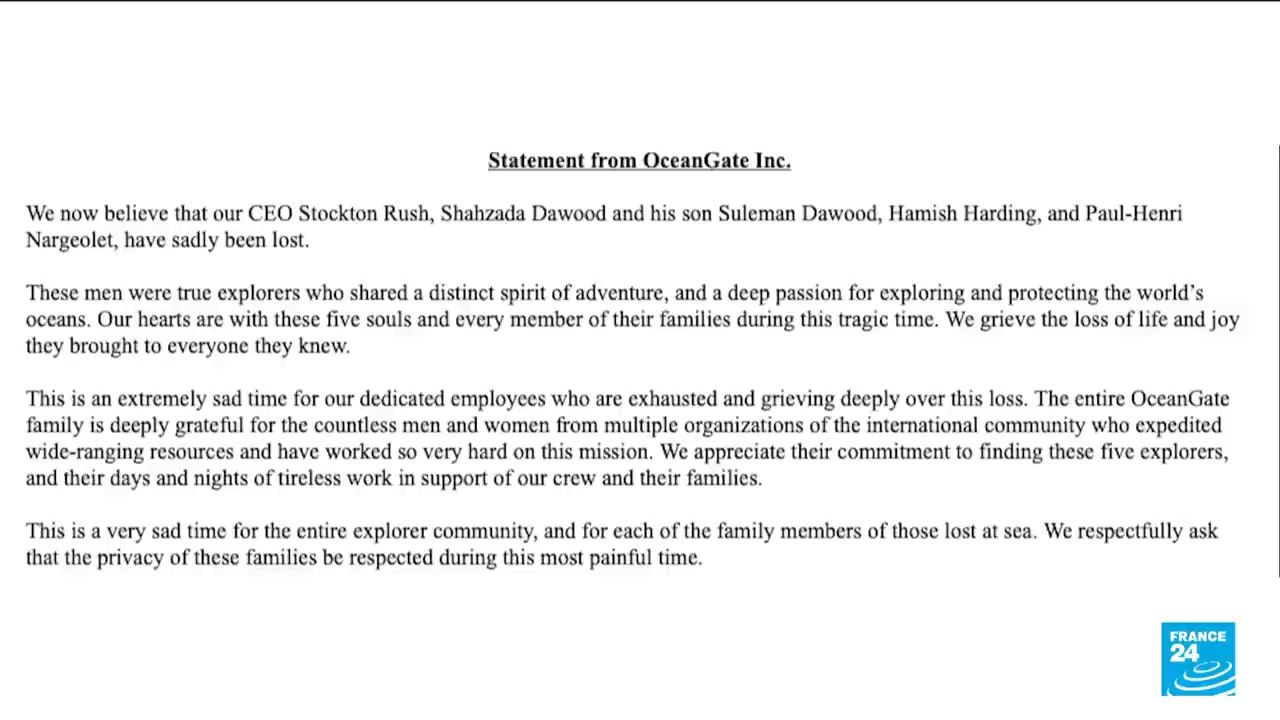 Statement from OceanGate Inc.
We now believe that our CEO Stockton Rush, Shahzada Dawood and his son Suleman Dawood, Hamish Harding, and Paul-Henri
Nargeolet, have sadly been lost.
These men were true explorers who shared a distinct spirit of adventure, and a deep passion for exploring and protecting the world's
oceans. Our hearts are with these five souls and every member of their families during this tragic time. We grieve the loss of life and joy
they brought to everyone they knew.
This is an extremely sad time for our dedicated employees who are exhausted and grieving deeply over this loss. The entire OceanGate
family is deeply grateful for the countless men and women from multiple organizations of the international community who expedited
wide-ranging resources and have worked so very hard on this mission. We appreciate their commitment to finding these five explorers,
and their days and nights of tireless work in support of our crew and their families.
This is a very sad time for the entire explorer community, and for each of the family members of those lost at sea. We respectfully ask
that the privacy of these families be respected during this most painful time.
FRANCE
24